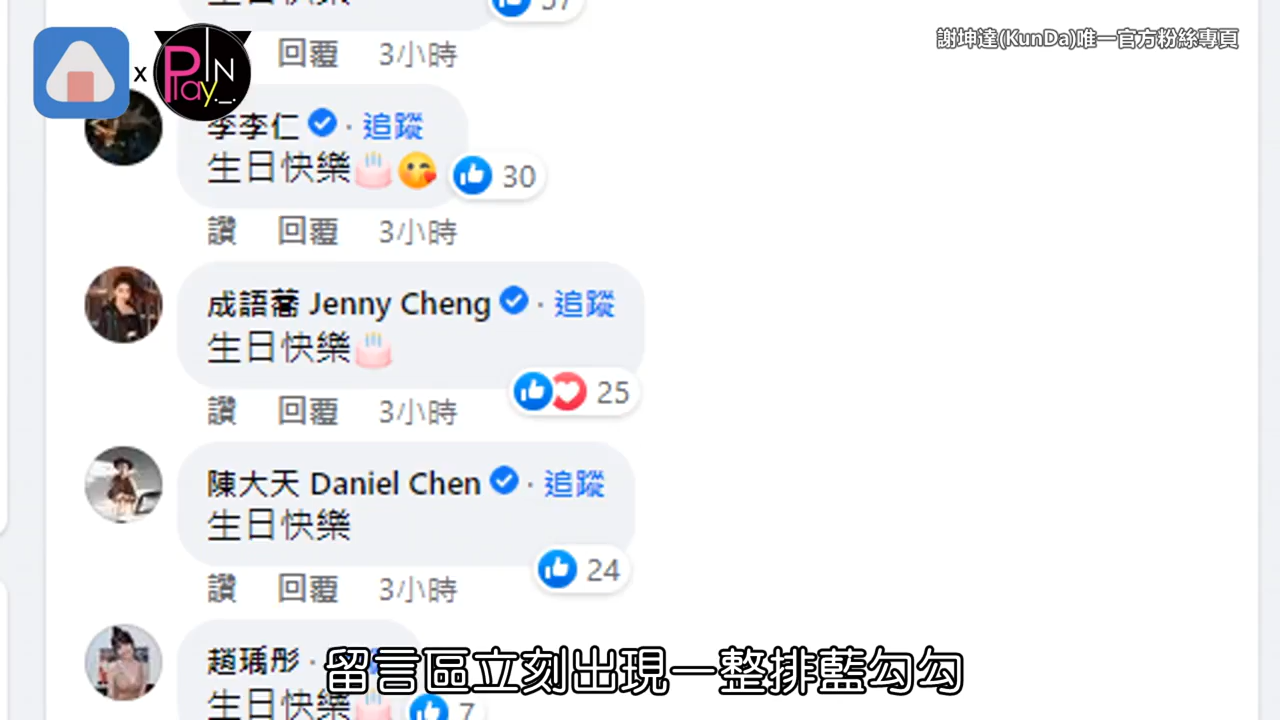 37
謝坤達(KunDa)唯一官方粉絲專頁
回覆 3小時
x
PlayIN
李李仁 · 追蹤
生日快樂
30
讚 回覆 3小時
成語蕎 Jenny Cheng · 追蹤
生日快樂
25
讚 回覆 3小時
陳大天 Daniel Chen · 追蹤
生日快樂
24
讚 回覆 3小時
趙瑀彤 ·
留言區立刻出現一整排藍勾勾
生日快樂
7